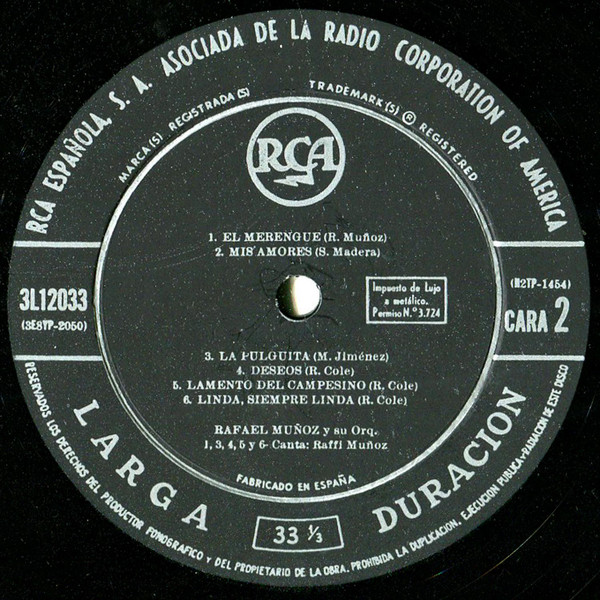 RCA ESPAÑOLA, S. A. ASOCIADA DE LA RADIO CORPORATION OF AMERICA
MARCA(S) REGISTRADA(S)
TRADEMARK(S) ® REGISTERED
RCA
1. EL MERENGUE (R. Muñoz)
2. MIS AMORES (S. Madera)
3L12033
(3E8YP-2050)
Impuesto de Lujo
a metálico.
Permiso N.º 3.724
(H2TP-1454)
CARA 2
3. LA PULGUITA (M. Jiménez)
4. DESEOS (R. Cole)
5. LAMENTO DEL CAMPESINO (R. Cole)
6. LINDA, SIEMPRE LINDA (R. Cole)
RAFAEL MUÑOZ y su Orq.
1, 3, 4, 5 y 6- Canta: Raffi Muñoz
FABRICADO EN ESPAÑA
LARGA DURACION
33 ⅓
RESERVADOS LOS DERECHOS DEL PRODUCTOR FONOGRAFICO Y DEL PROPIETARIO DE LA OBRA. PROHIBIDA LA DUPLICACION, EJECUCION PUBLICA-RADIACION DE ESTE DISCO